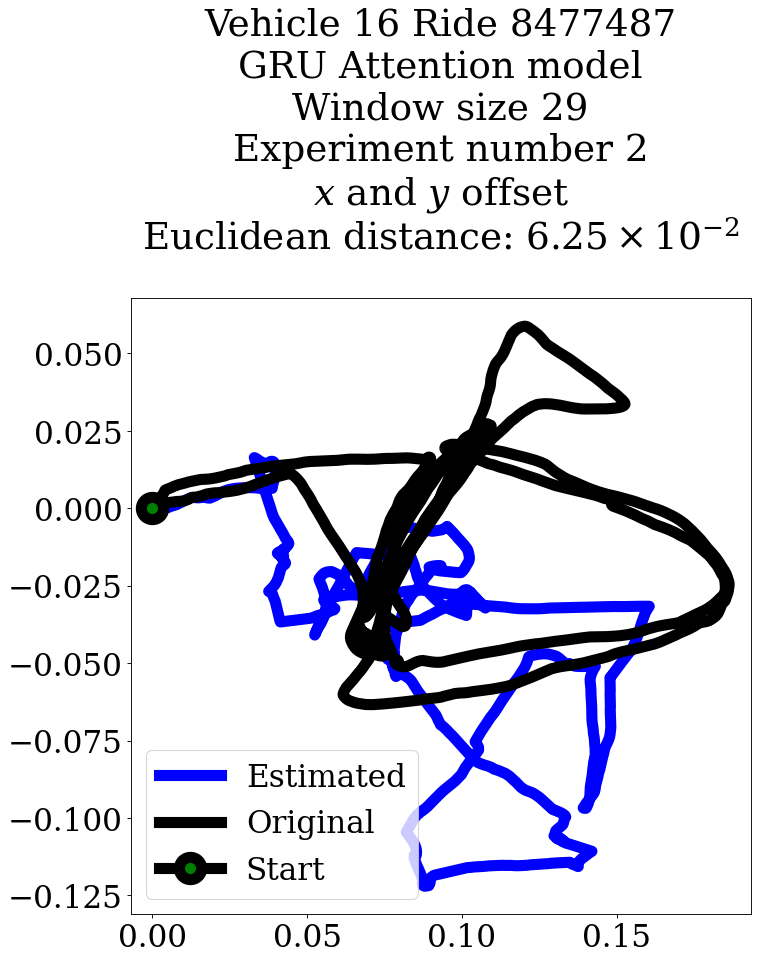 Vehicle 16 Ride 8477487
GRU Attention model
Window size 29
Experiment number 2
x and y offset
Euclidean distance: 6.25 × 10⁻²
0.050
0.025
0.000
−0.025
−0.050
−0.075
−0.100
−0.125
Estimated
Original
Start
0.00 0.05 0.10 0.15